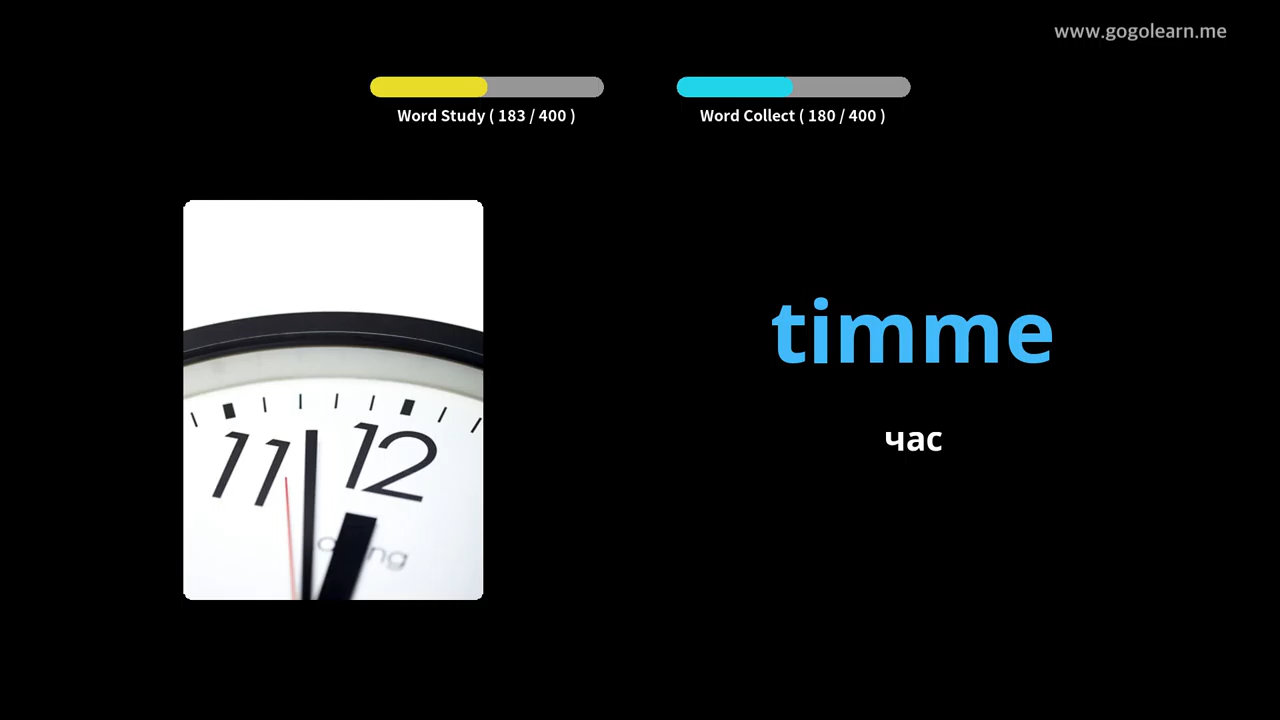 www.gogolearn.me
Word Study ( 183 / 400 )
Word Collect ( 180 / 400 )
timme
час
11 12